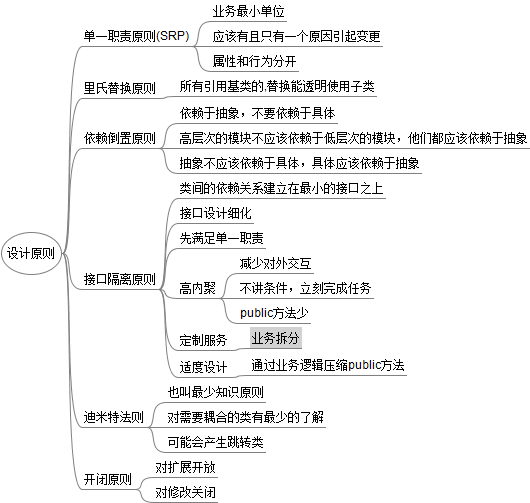 设计原则
单一职责原则(SRP)
业务最小单位
应该有且只有一个原因引起变更
属性和行为分开
里氏替换原则
所有引用基类的,替换能透明使用子类
依赖倒置原则
依赖于抽象，不要依赖于具体
高层次的模块不应该依赖于低层次的模块，他们都应该依赖于抽象
抽象不应该依赖于具体，具体应该依赖于抽象
接口隔离原则
类间的依赖关系建立在最小的接口之上
接口设计细化
先满足单一职责
高内聚
减少对外交互
不讲条件，立刻完成任务
public方法少
定制服务
业务拆分
适度设计
通过业务逻辑压缩public方法
迪米特法则
也叫最少知识原则
对需要耦合的类有最少的了解
可能会产生跳转类
开闭原则
对扩展开放
对修改关闭